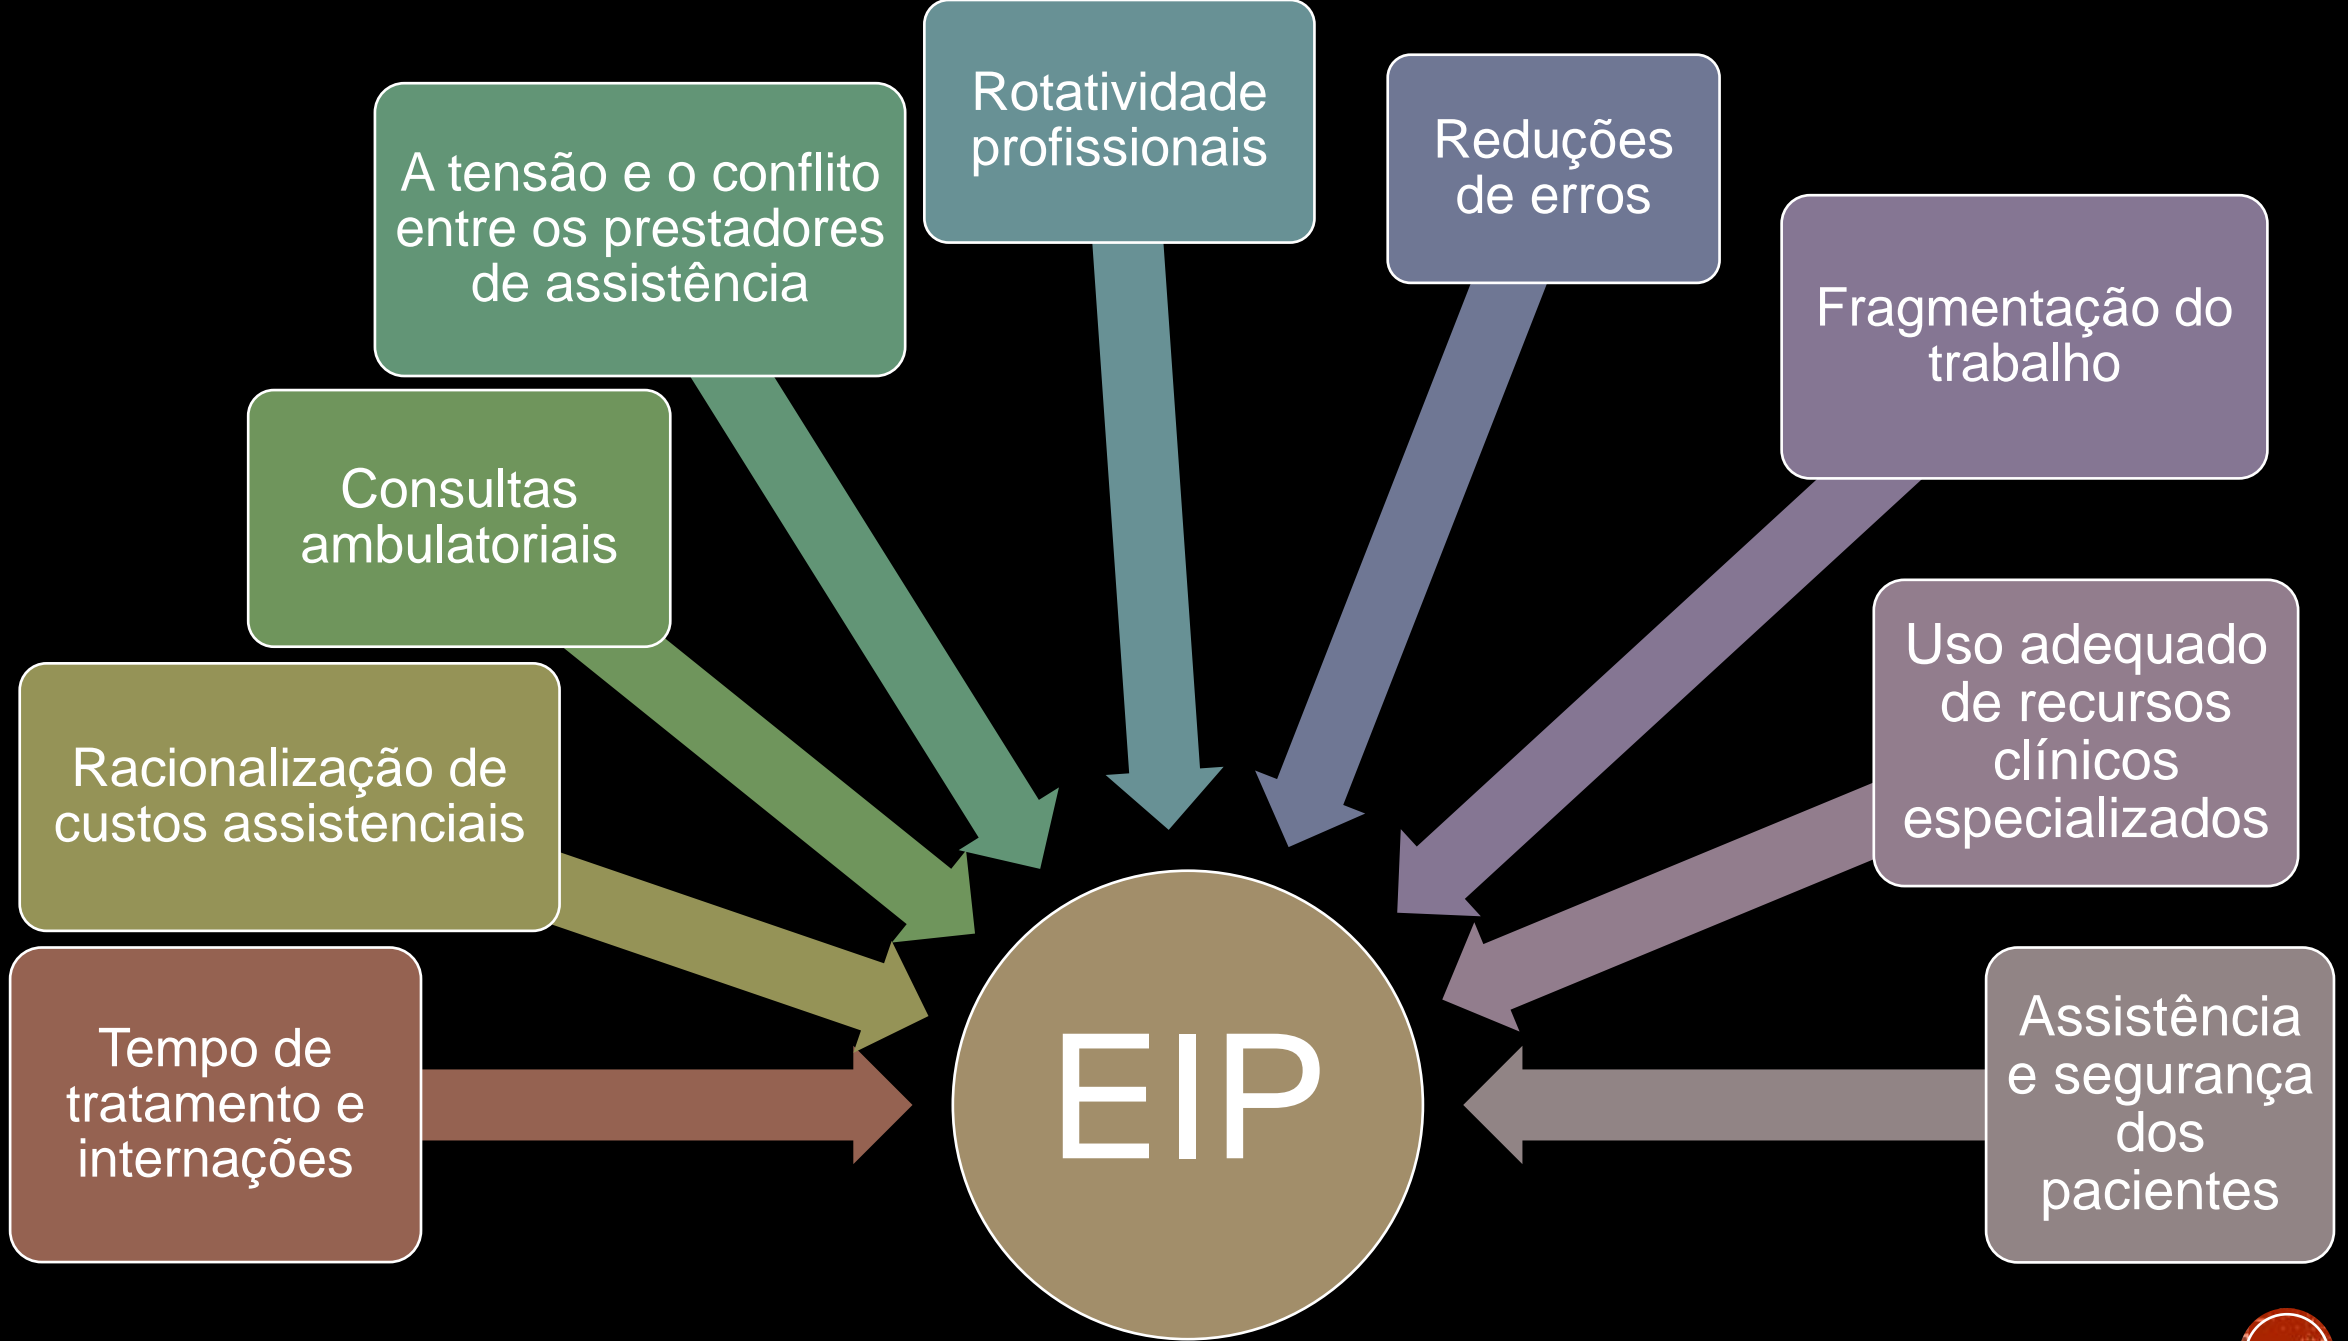 Rotatividade
profissionais
Reduções
de erros
A tensão e o conflito
entre os prestadores
de assistência
Fragmentação do
trabalho
Consultas
ambulatoriais
Uso adequado
de recursos
clínicos
especializados
Racionalização de
custos assistenciais
Assistência
e segurança
dos
pacientes
Tempo de
tratamento e
internações
EIP